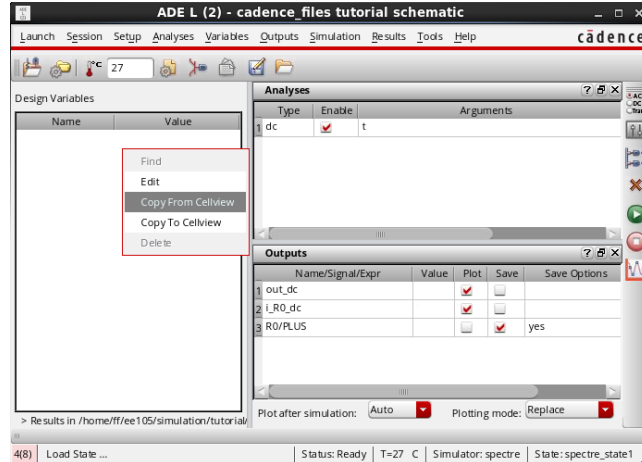 ADE L (2) - cadence_files tutorial schematic
Launch Session Setup Analyses Variables Outputs Simulation Results Tools Help cādence
°C 27
Design Variables
Name Value
Find
Edit
Copy From Cellview
Copy To Cellview
Delete
> Results in /home/ff/ee105/simulation/tutorial/
Analyses
Type Enable Arguments
1 dc t
Outputs
Name/Signal/Expr Value Plot Save Save Options
1 out_dc
2 i_R0_dc
3 R0/PLUS yes
Plot after simulation: Auto Plotting mode: Replace
AC
DC
Tran
4(8) Load State ... Status: Ready T=27 C Simulator: spectre State: spectre_state1